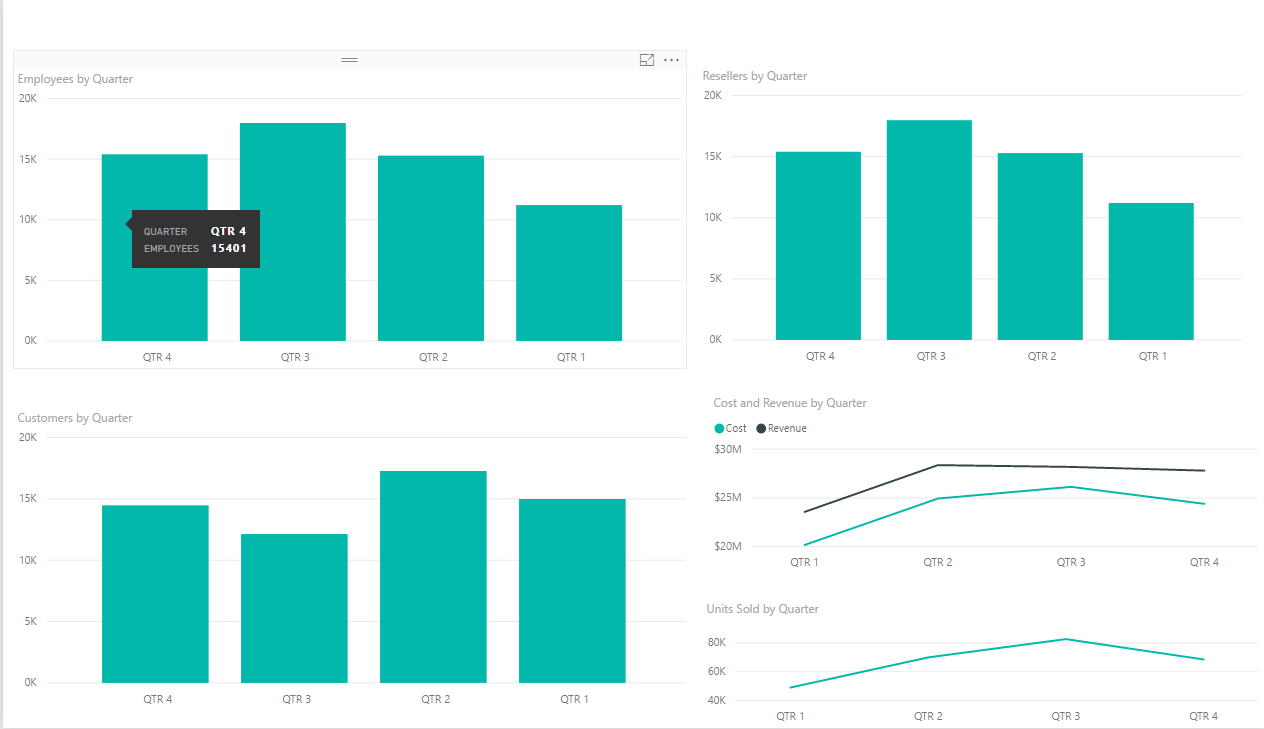 Employees by Quarter
20K
15K
10K
5K
0K
QUARTER QTR 4
EMPLOYEES 15401
QTR 4 QTR 3 QTR 2 QTR 1
Resellers by Quarter
20K
15K
10K
5K
0K
QTR 4 QTR 3 QTR 2 QTR 1
Customers by Quarter
20K
15K
10K
5K
0K
QTR 4 QTR 3 QTR 2 QTR 1
Cost and Revenue by Quarter
Cost Revenue
$30M
$25M
$20M
QTR 1 QTR 2 QTR 3 QTR 4
Units Sold by Quarter
80K
60K
40K
QTR 1 QTR 2 QTR 3 QTR 4